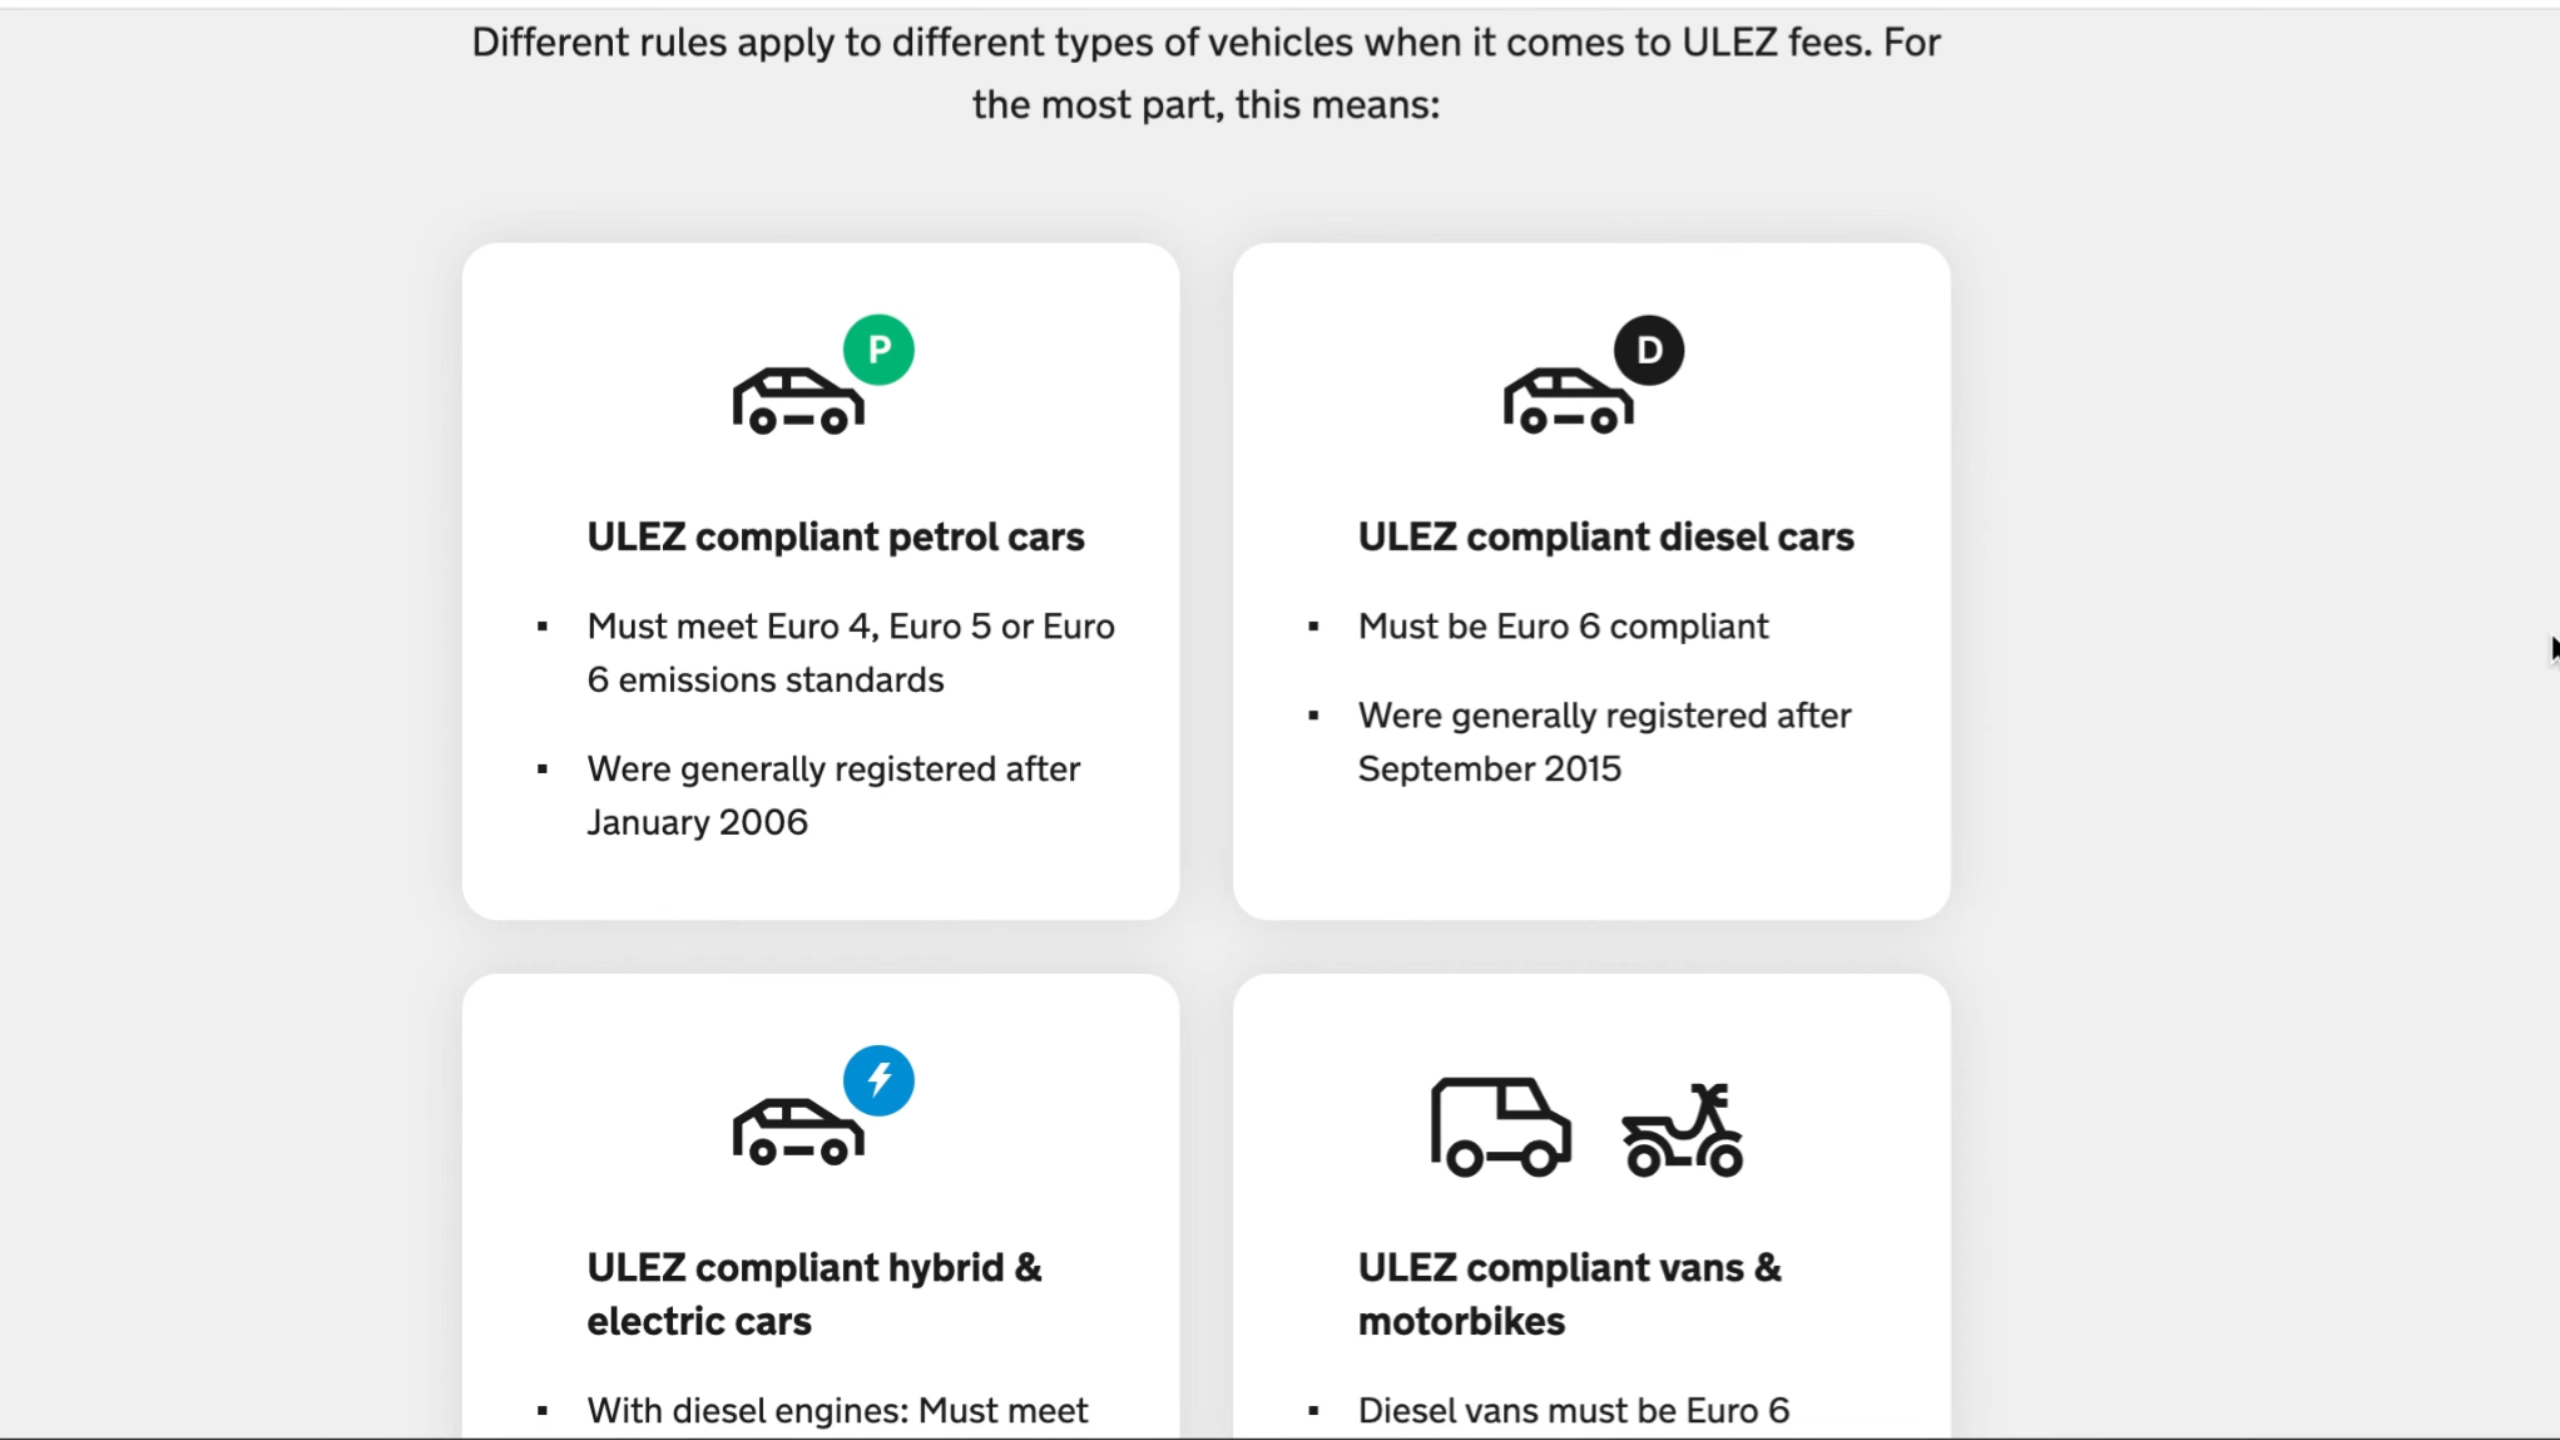 Different rules apply to different types of vehicles when it comes to ULEZ fees. For
the most part, this means:
P
ULEZ compliant petrol cars
▪ Must meet Euro 4, Euro 5 or Euro
6 emissions standards
▪ Were generally registered after
January 2006
D
ULEZ compliant diesel cars
▪ Must be Euro 6 compliant
▪ Were generally registered after
September 2015
ULEZ compliant hybrid &
electric cars
▪ With diesel engines: Must meet
ULEZ compliant vans &
motorbikes
▪ Diesel vans must be Euro 6